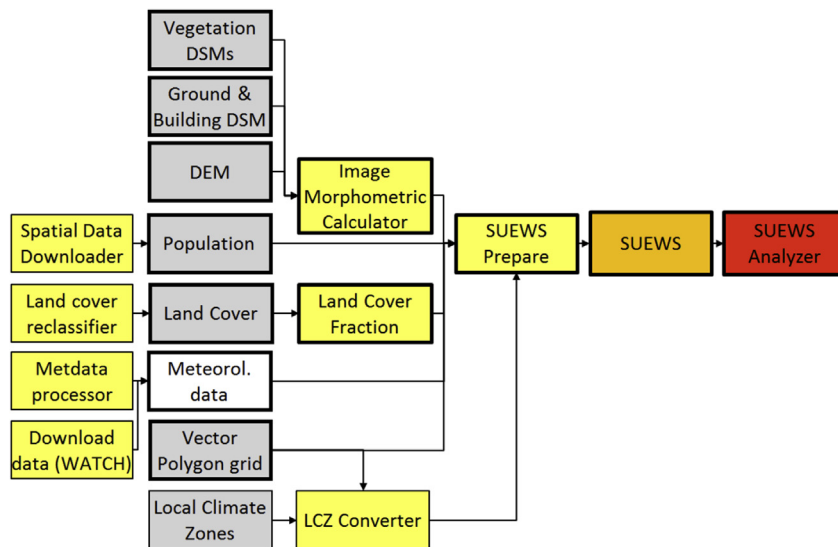 Vegetation
DSMs
Ground &
Building DSM
DEM
Image
Morphometric
Calculator
Spatial Data
Downloader
Population
SUEWS
Prepare
SUEWS
SUEWS
Analyzer
Land cover
reclassifier
Land Cover
Land Cover
Fraction
Metdata
processor
Meteorol.
data
Download
data (WATCH)
Vector
Polygon grid
Local Climate
Zones
LCZ Converter